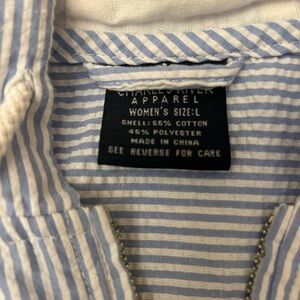 CHARLES RIVER
APPAREL
WOMEN'S SIZE:L
SHELL: 55% COTTON
45% POLYESTER
MADE IN CHINA
SEE REVERSE FOR CARE